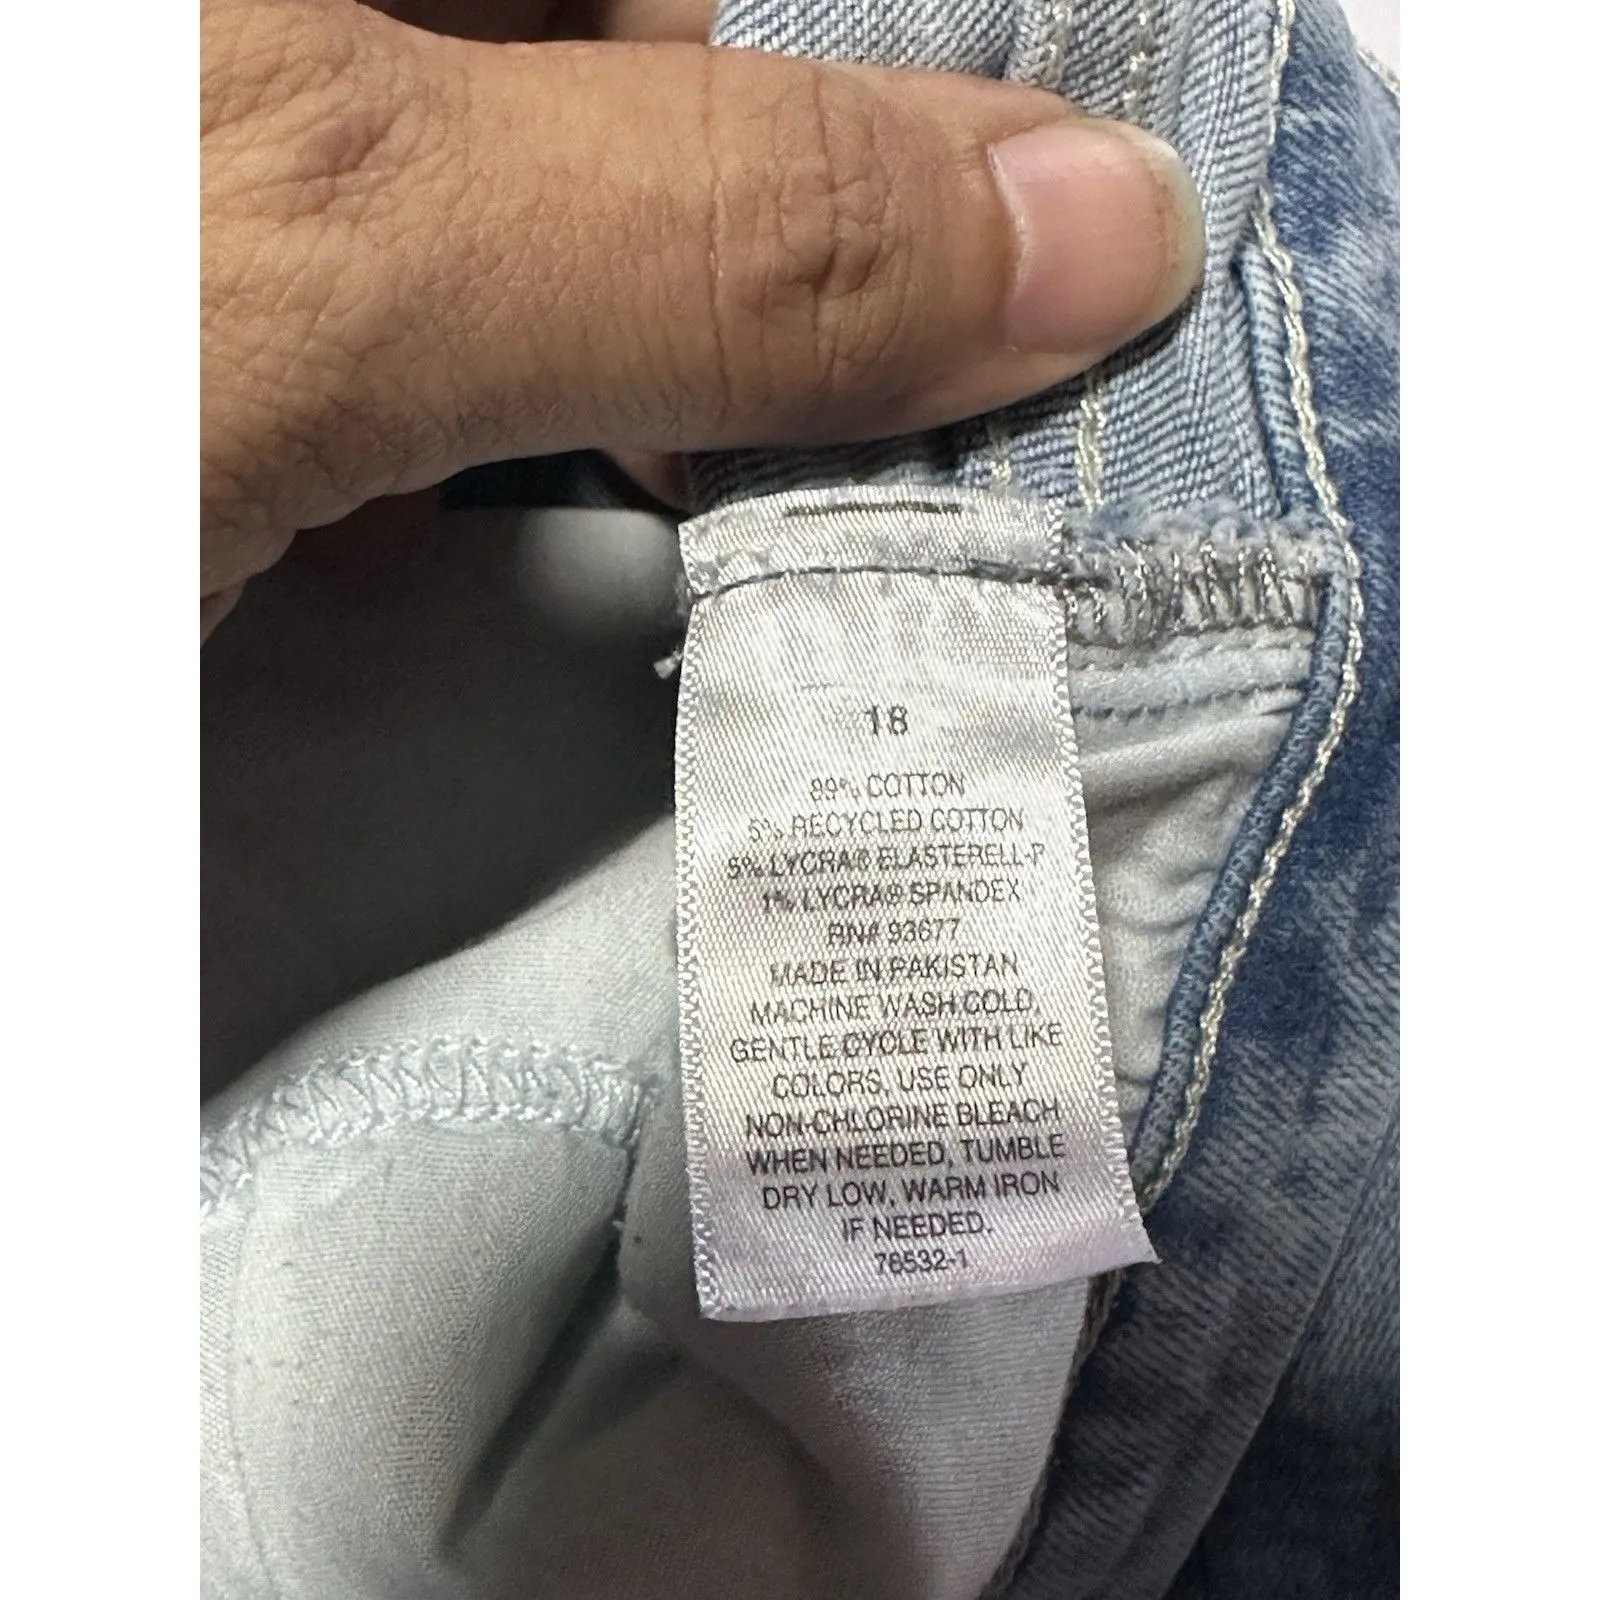 18
89% COTTON
5% RECYCLED COTTON
5% LYCRA® ELASTERELL-P
1% LYCRA® SPANDEX
RN# 93677
MADE IN PAKISTAN
MACHINE WASH COLD,
GENTLE CYCLE WITH LIKE
COLORS, USE ONLY
NON-CHLORINE BLEACH
WHEN NEEDED, TUMBLE
DRY LOW, WARM IRON
IF NEEDED.
76532-1